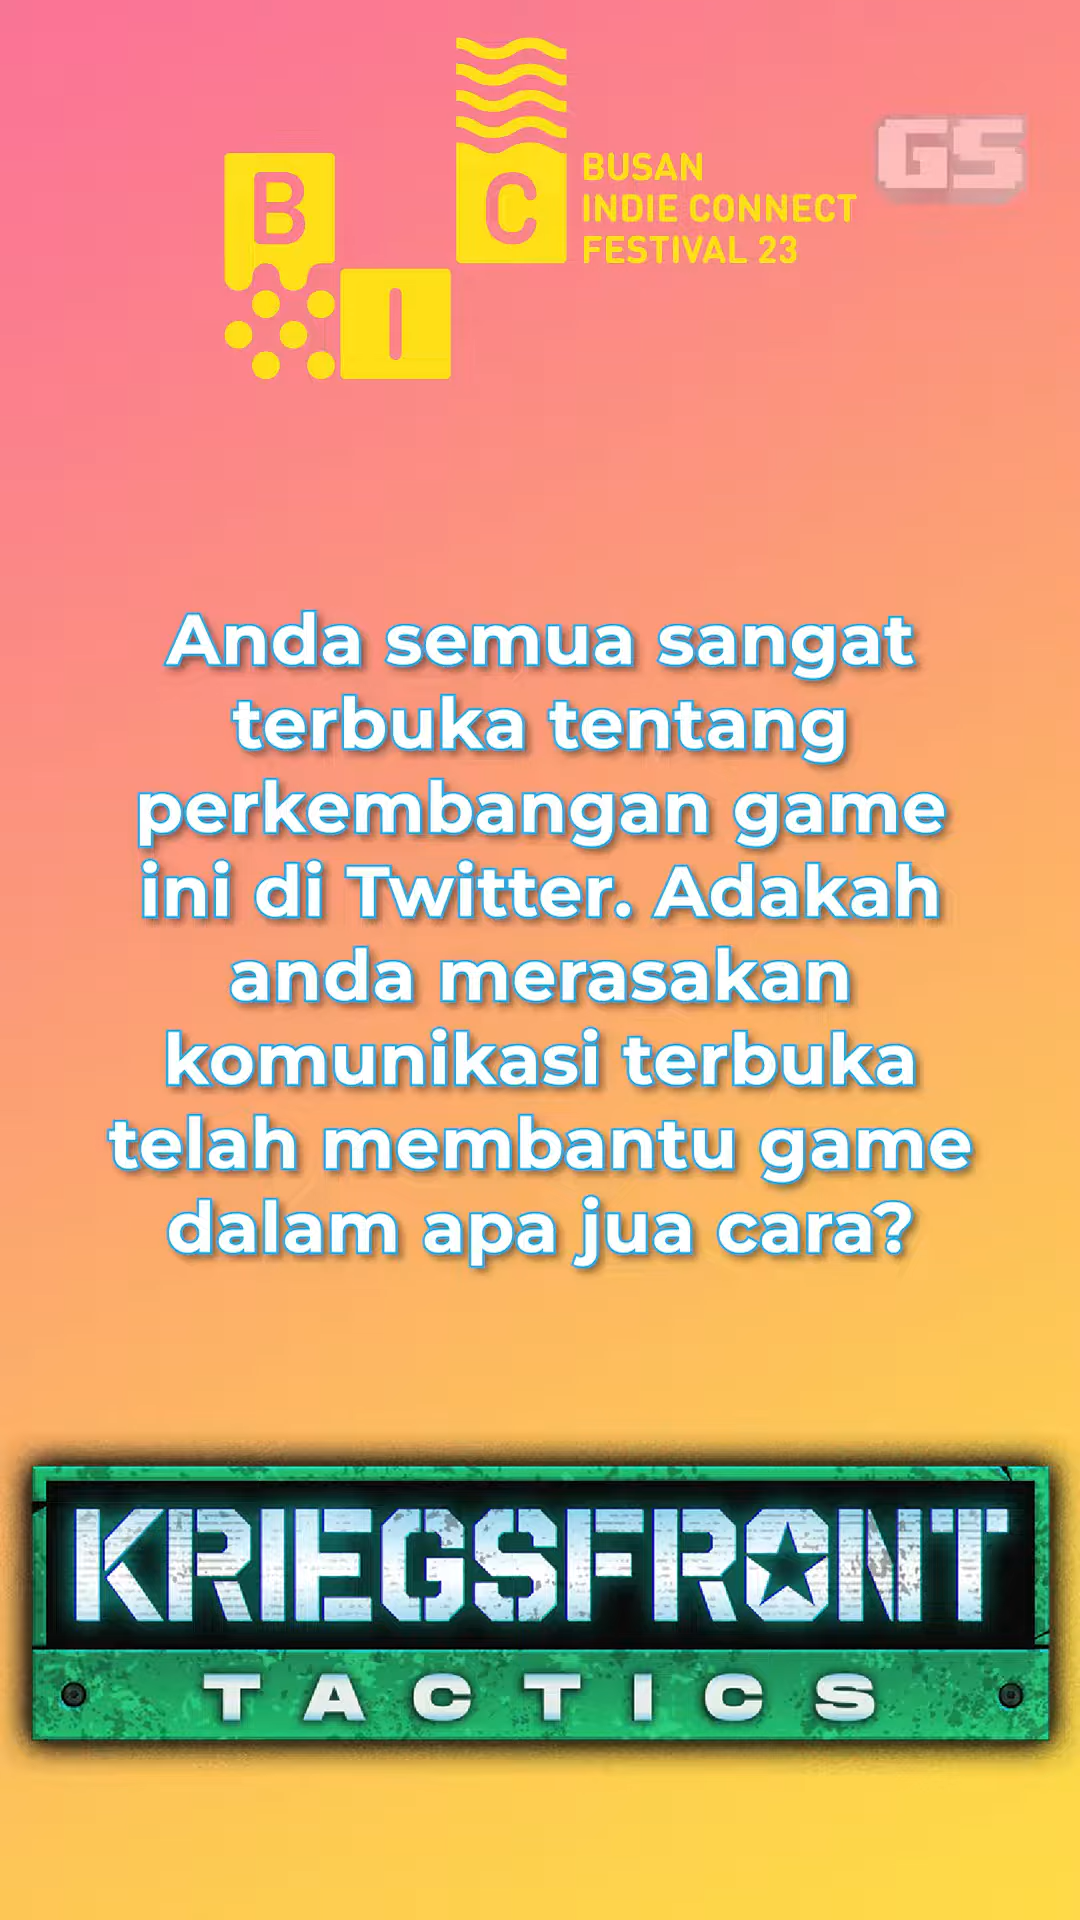 B
C
I
BUSAN
INDIE CONNECT
FESTIVAL 23
GS
Anda semua sangat
terbuka tentang
perkembangan game
ini di Twitter. Adakah
anda merasakan
komunikasi terbuka
telah membantu game
dalam apa jua cara?
KRIEGSFRONT
TACTICS